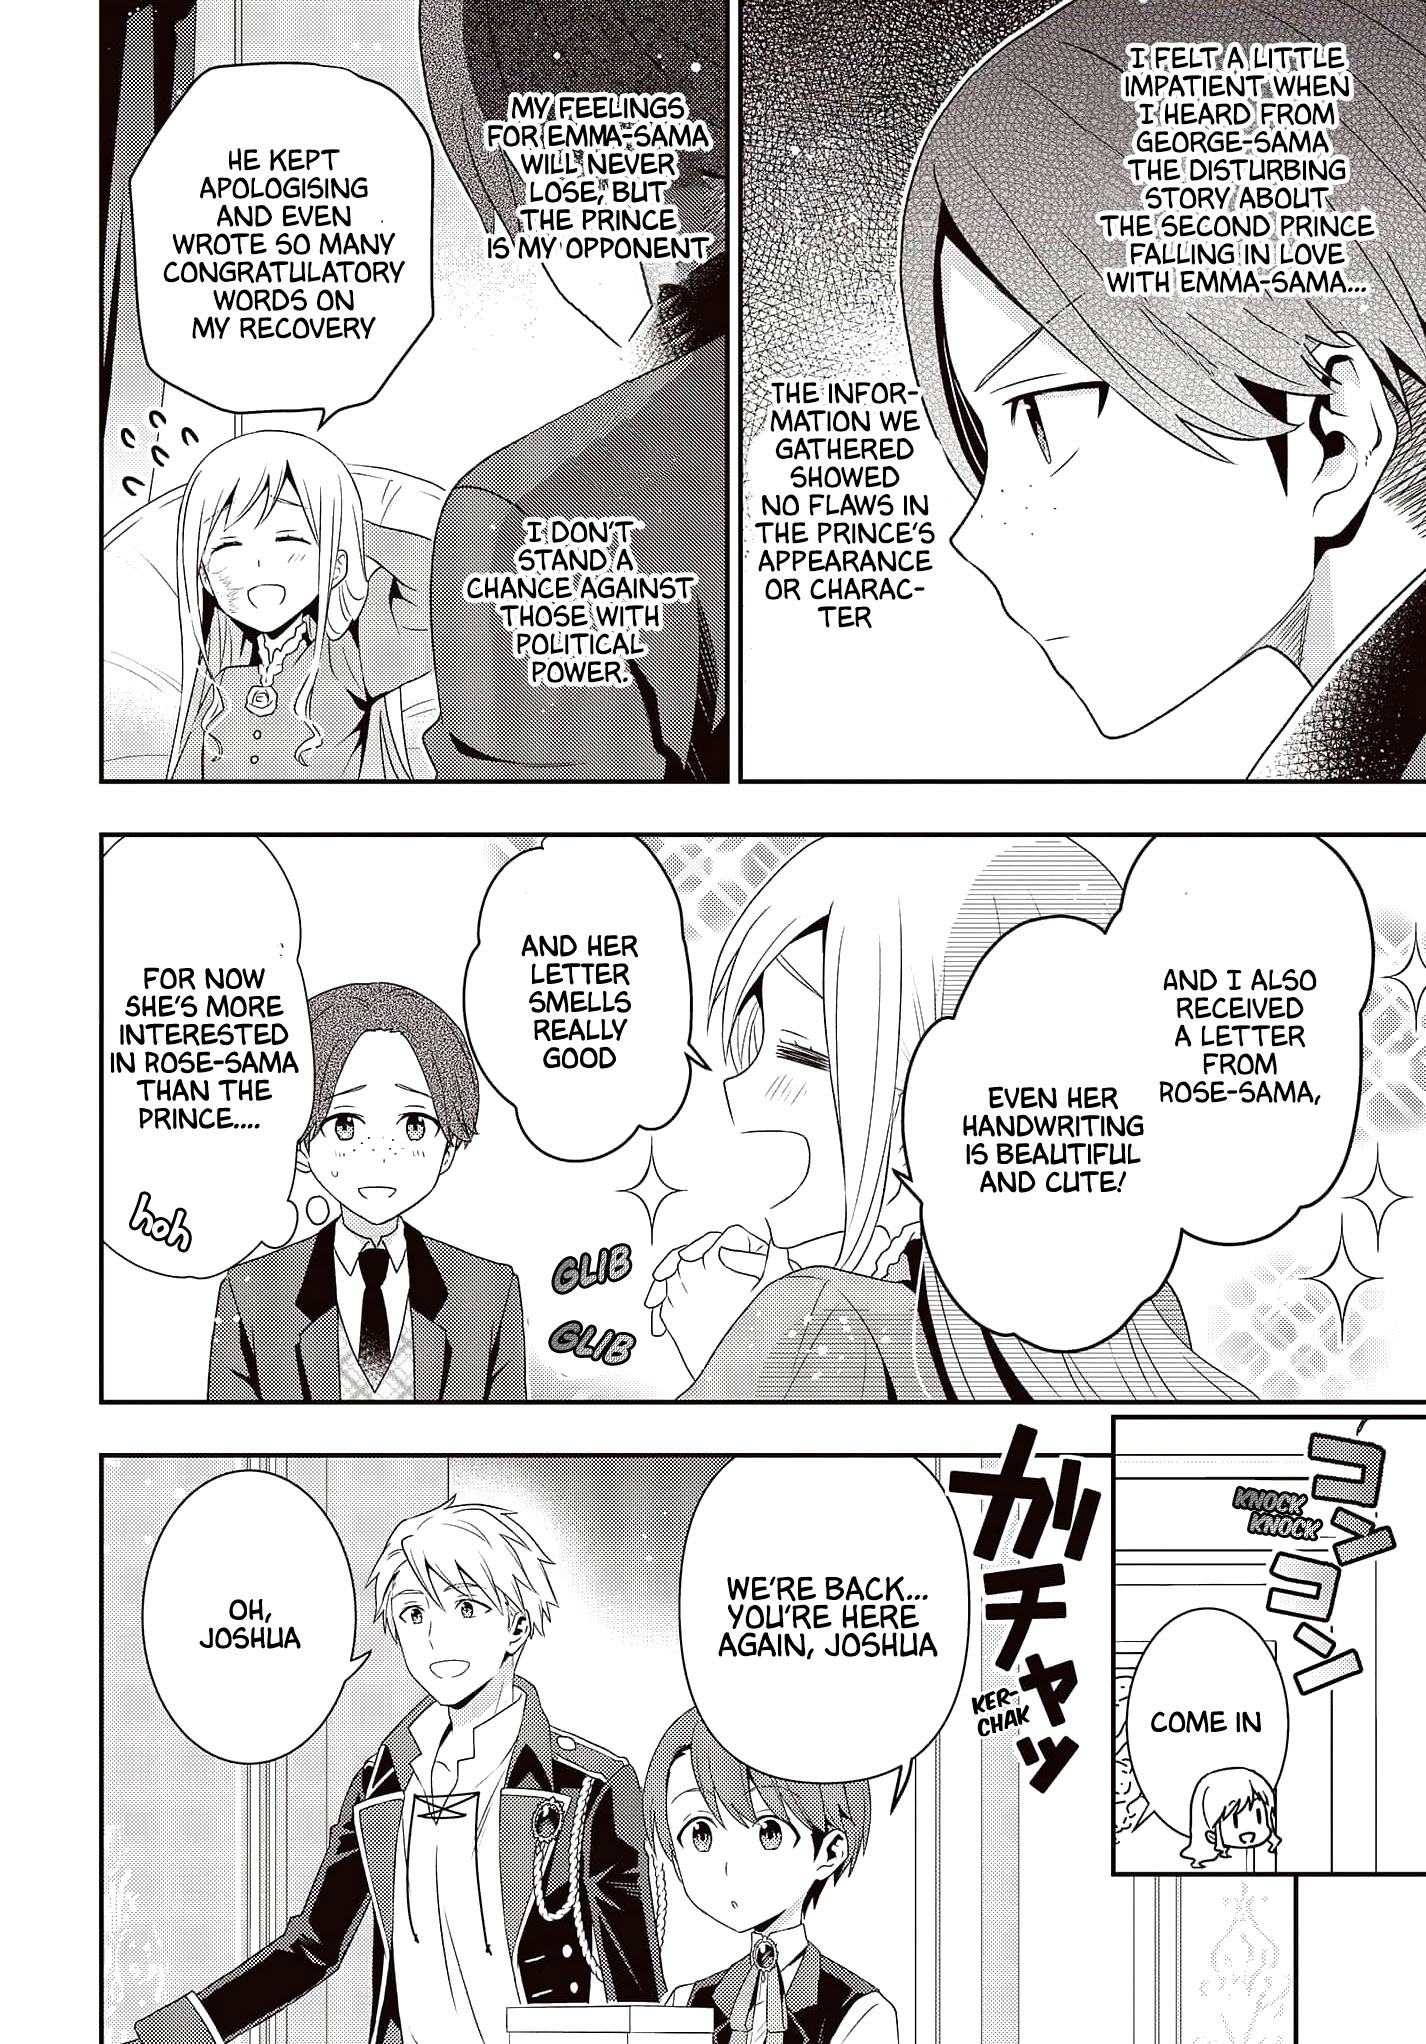 I FELT A LITTLE
IMPATIENT WHEN
I HEARD FROM
GEORGE-SAMA
THE DISTURBING
STORY ABOUT
THE SECOND PRINCE
FALLING IN LOVE
WITH EMMA-SAMA...
THE INFOR-
MATION WE
GATHERED
SHOWED
NO FLAWS IN
THE PRINCE'S
APPEARANCE
OR CHARAC-
TER
MY FEELINGS
FOR EMMA-SAMA
WILL NEVER
LOSE, BUT
THE PRINCE
IS MY OPPONENT
I DON'T
STAND A
CHANCE AGAINST
THOSE WITH
POLITICAL
POWER.
HE KEPT
APOLOGISING
AND EVEN
WROTE SO MANY
CONGRATULATORY
WORDS ON
MY RECOVERY
AND I ALSO
RECEIVED
A LETTER
FROM
ROSE-SAMA,
EVEN HER
HANDWRITING
IS BEAUTIFUL
AND CUTE!
AND HER
LETTER
SMELLS
REALLY
GOOD
GLIB
GLIB
FOR NOW
SHE'S MORE
INTERESTED
IN ROSE-SAMA
THAN THE
PRINCE....
hoh
コンコン
KNOCK
KNOCK
COME IN
ガチャッ
KER-
CHAK
WE'RE BACK...
YOU'RE HERE
AGAIN, JOSHUA
OH,
JOSHUA